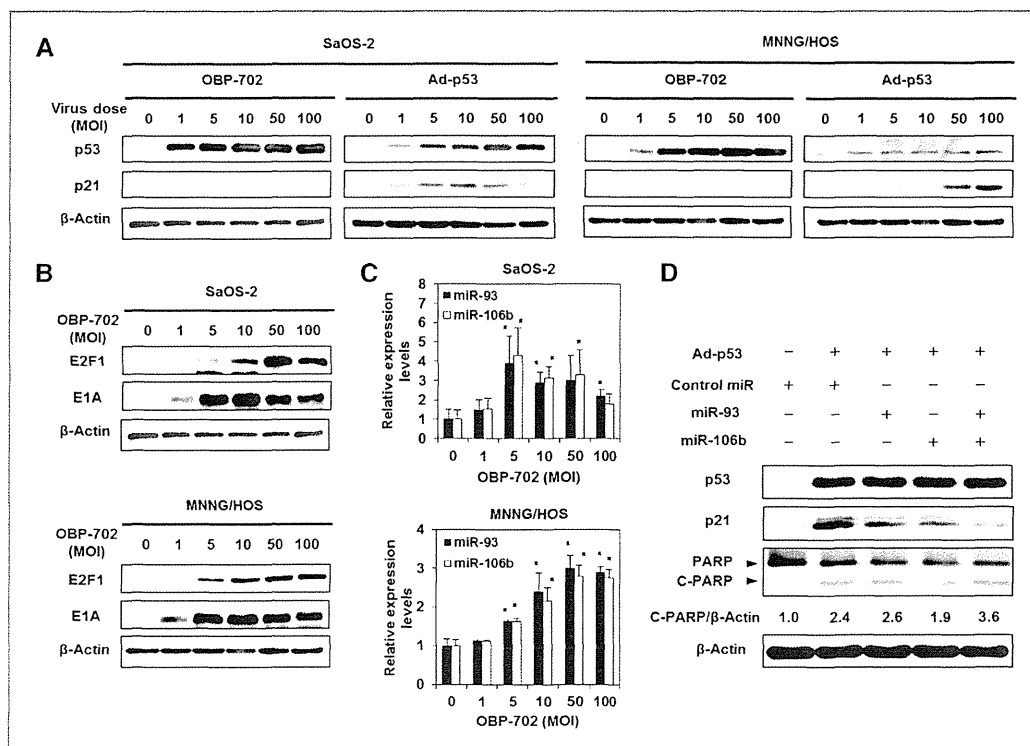 A
SaOS-2
MNNG/HOS
OBP-702
Ad-p53
OBP-702
Ad-p53
Virus dose (MOI)
0 1 5 10 50 100
0 1 5 10 50 100
0 1 5 10 50 100
0 1 5 10 50 100
p53
p21
β-Actin
B
SaOS-2
OBP-702 (MOI)
0 1 5 10 50 100
E2F1
E1A
β-Actin
MNNG/HOS
OBP-702 (MOI)
0 1 5 10 50 100
E2F1
E1A
β-Actin
C
SaOS-2
Relative expression levels
8
7
6
5
4
3
2
1
0
miR-93
miR-106b
* * * * * *
0 1 5 10 50 100
OBP-702 (MOI)
MNNG/HOS
Relative expression levels
4
3
2
1
0
miR-93
miR-106b
* * * * * * * *
0 1 5 10 50 100
OBP-702 (MOI)
D
Ad-p53 – + + + +
Control miR + + – – –
miR-93 – – + – +
miR-106b – – – + +
p53
p21
PARP ►
C-PARP ►
C-PARP/β-Actin 1.0 2.4 2.6 1.9 3.6
β-Actin